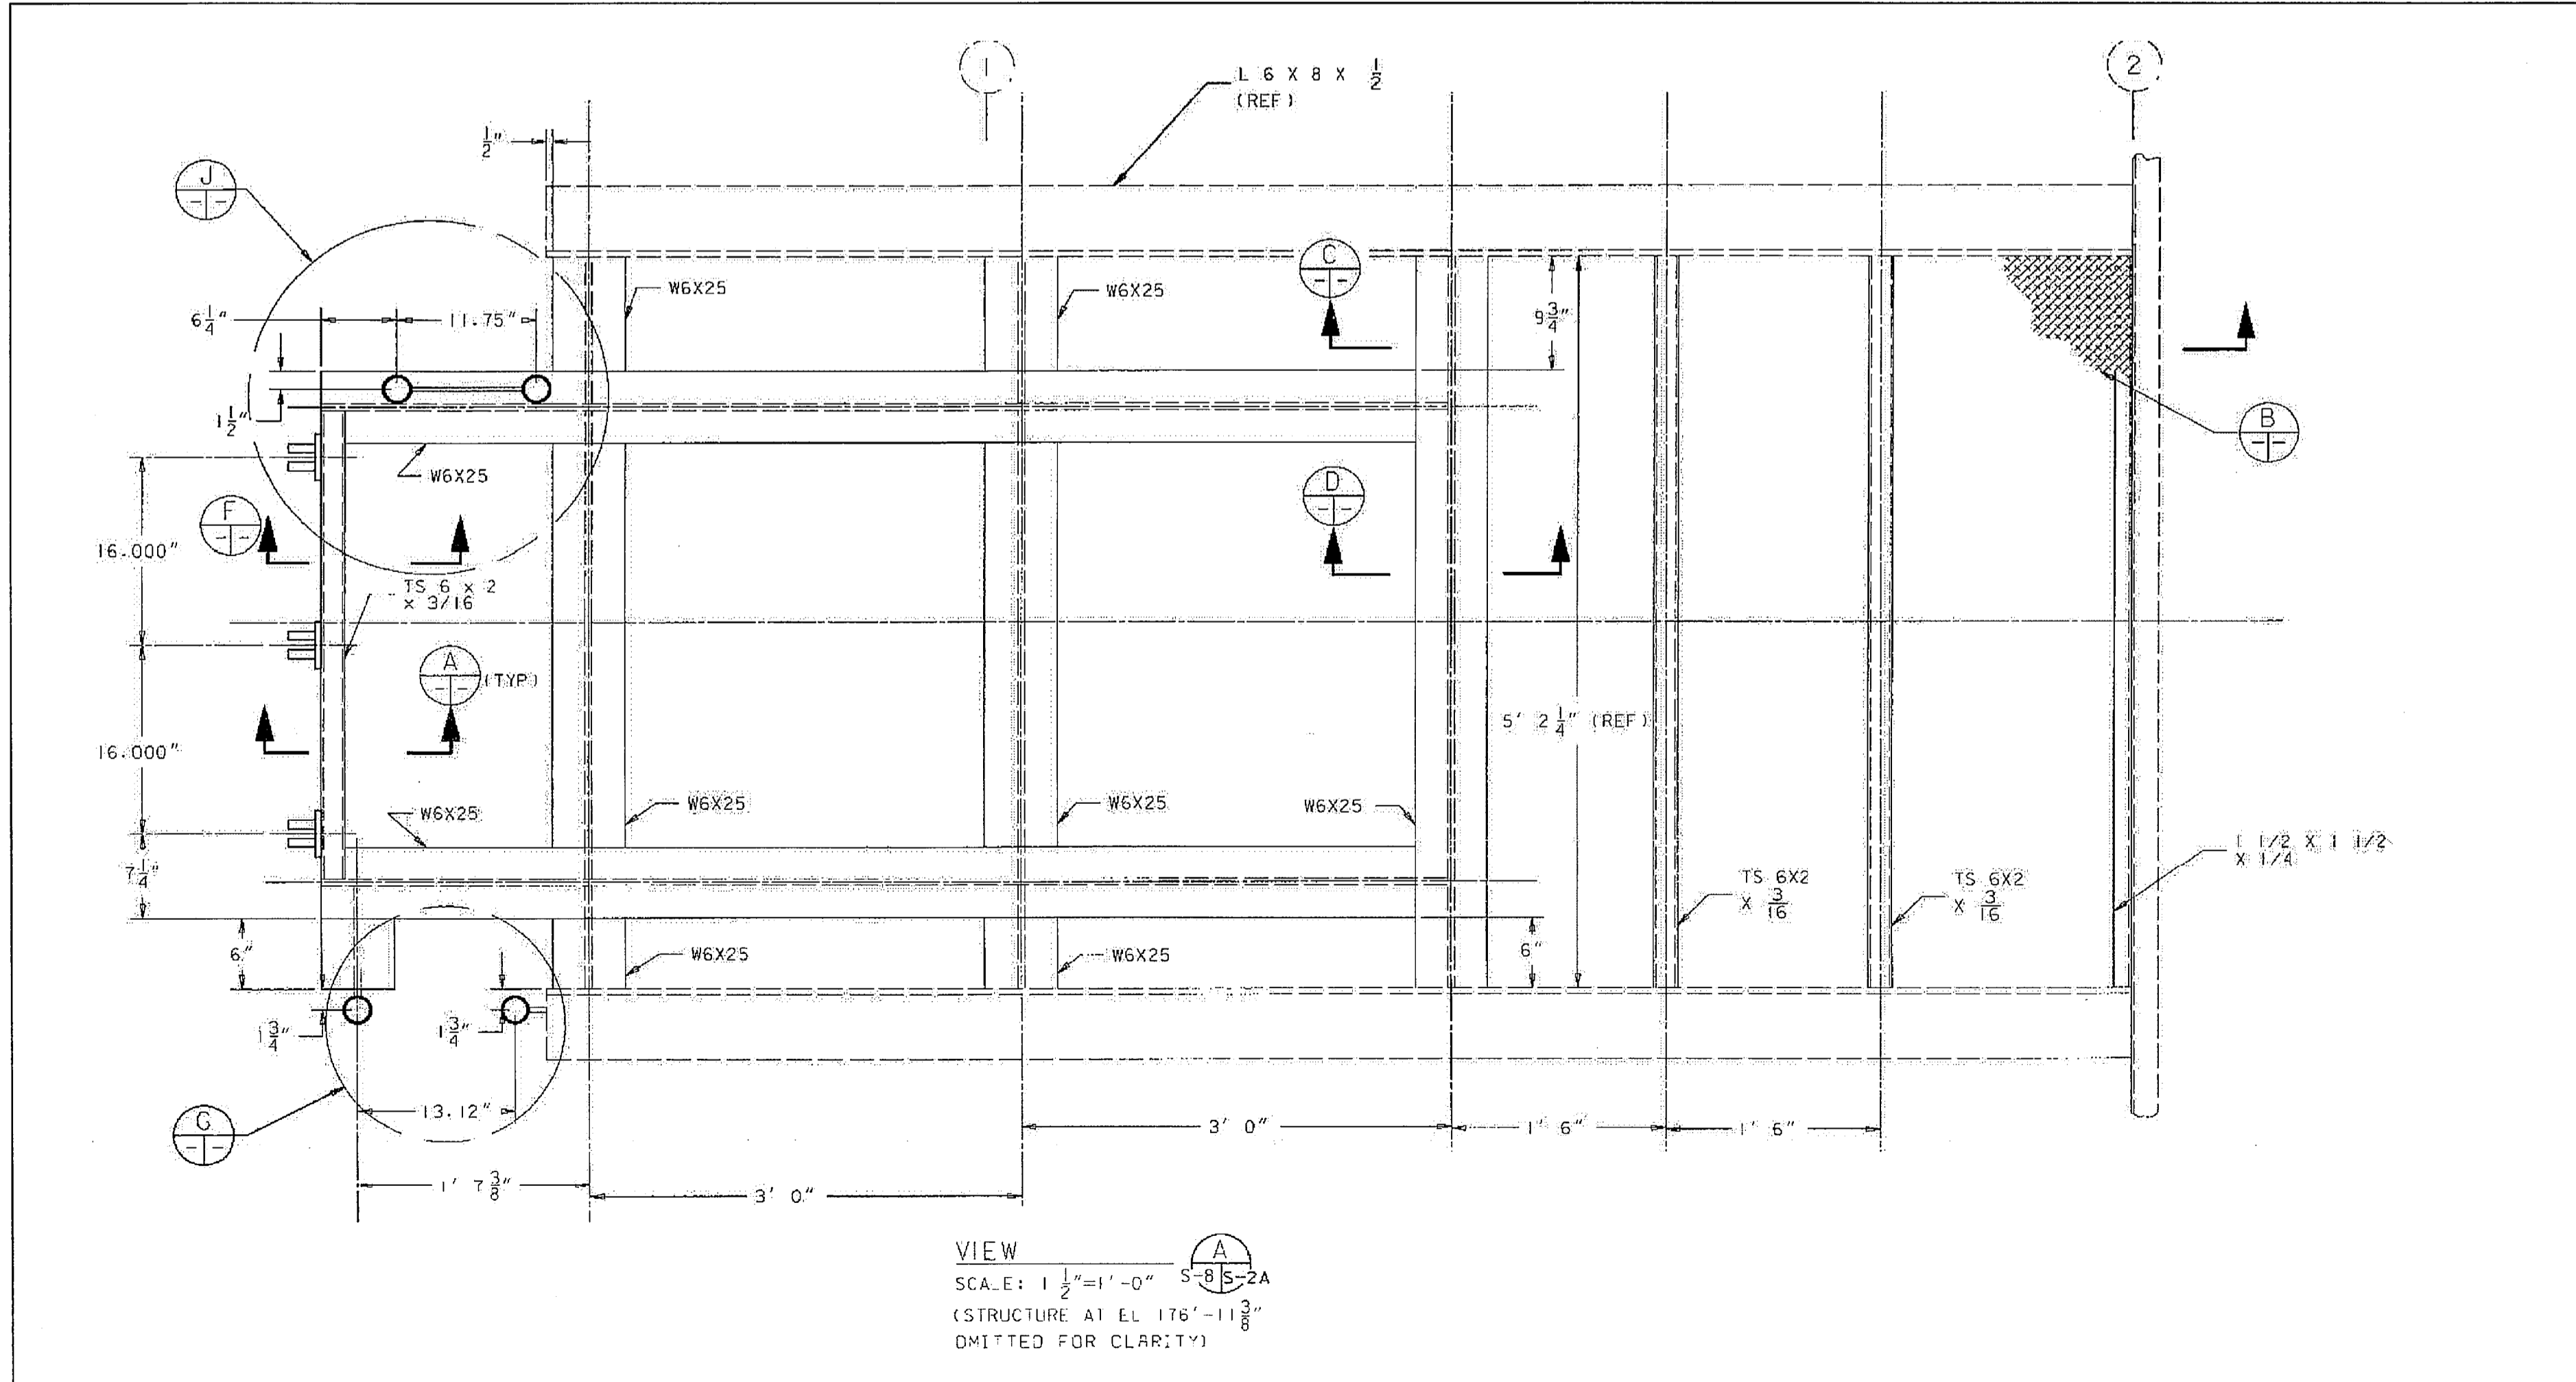 1
2
L 6 X 8 X 1/2
(REF)
1/2"
J
C
W6X25
W6X25
6 1/4"
11.75"
9 3/4"
1 1/2"
B
W6X25
D
F
16.000"
TS 6 x 2
x 3/16
A
(TYP)
5' 2 1/4" (REF)
16.000"
W6X25
W6X25
W6X25
W6X25
7 1/4"
1 1/2 X 1 1/2
X 1/4
TS 6X2
X 3/16
TS 6X2
X 3/16
6"
W6X25
W6X25
6"
1 3/4"
1 3/4"
13.12"
G
3' 0"
1' 6"
1' 6"
1' 7 3/8"
3' 0"
VIEW
A
S-8 S-2A
SCALE: 1 1/2"=1'-0"
(STRUCTURE AT EL 176'-11 3/8"
OMITTED FOR CLARITY)